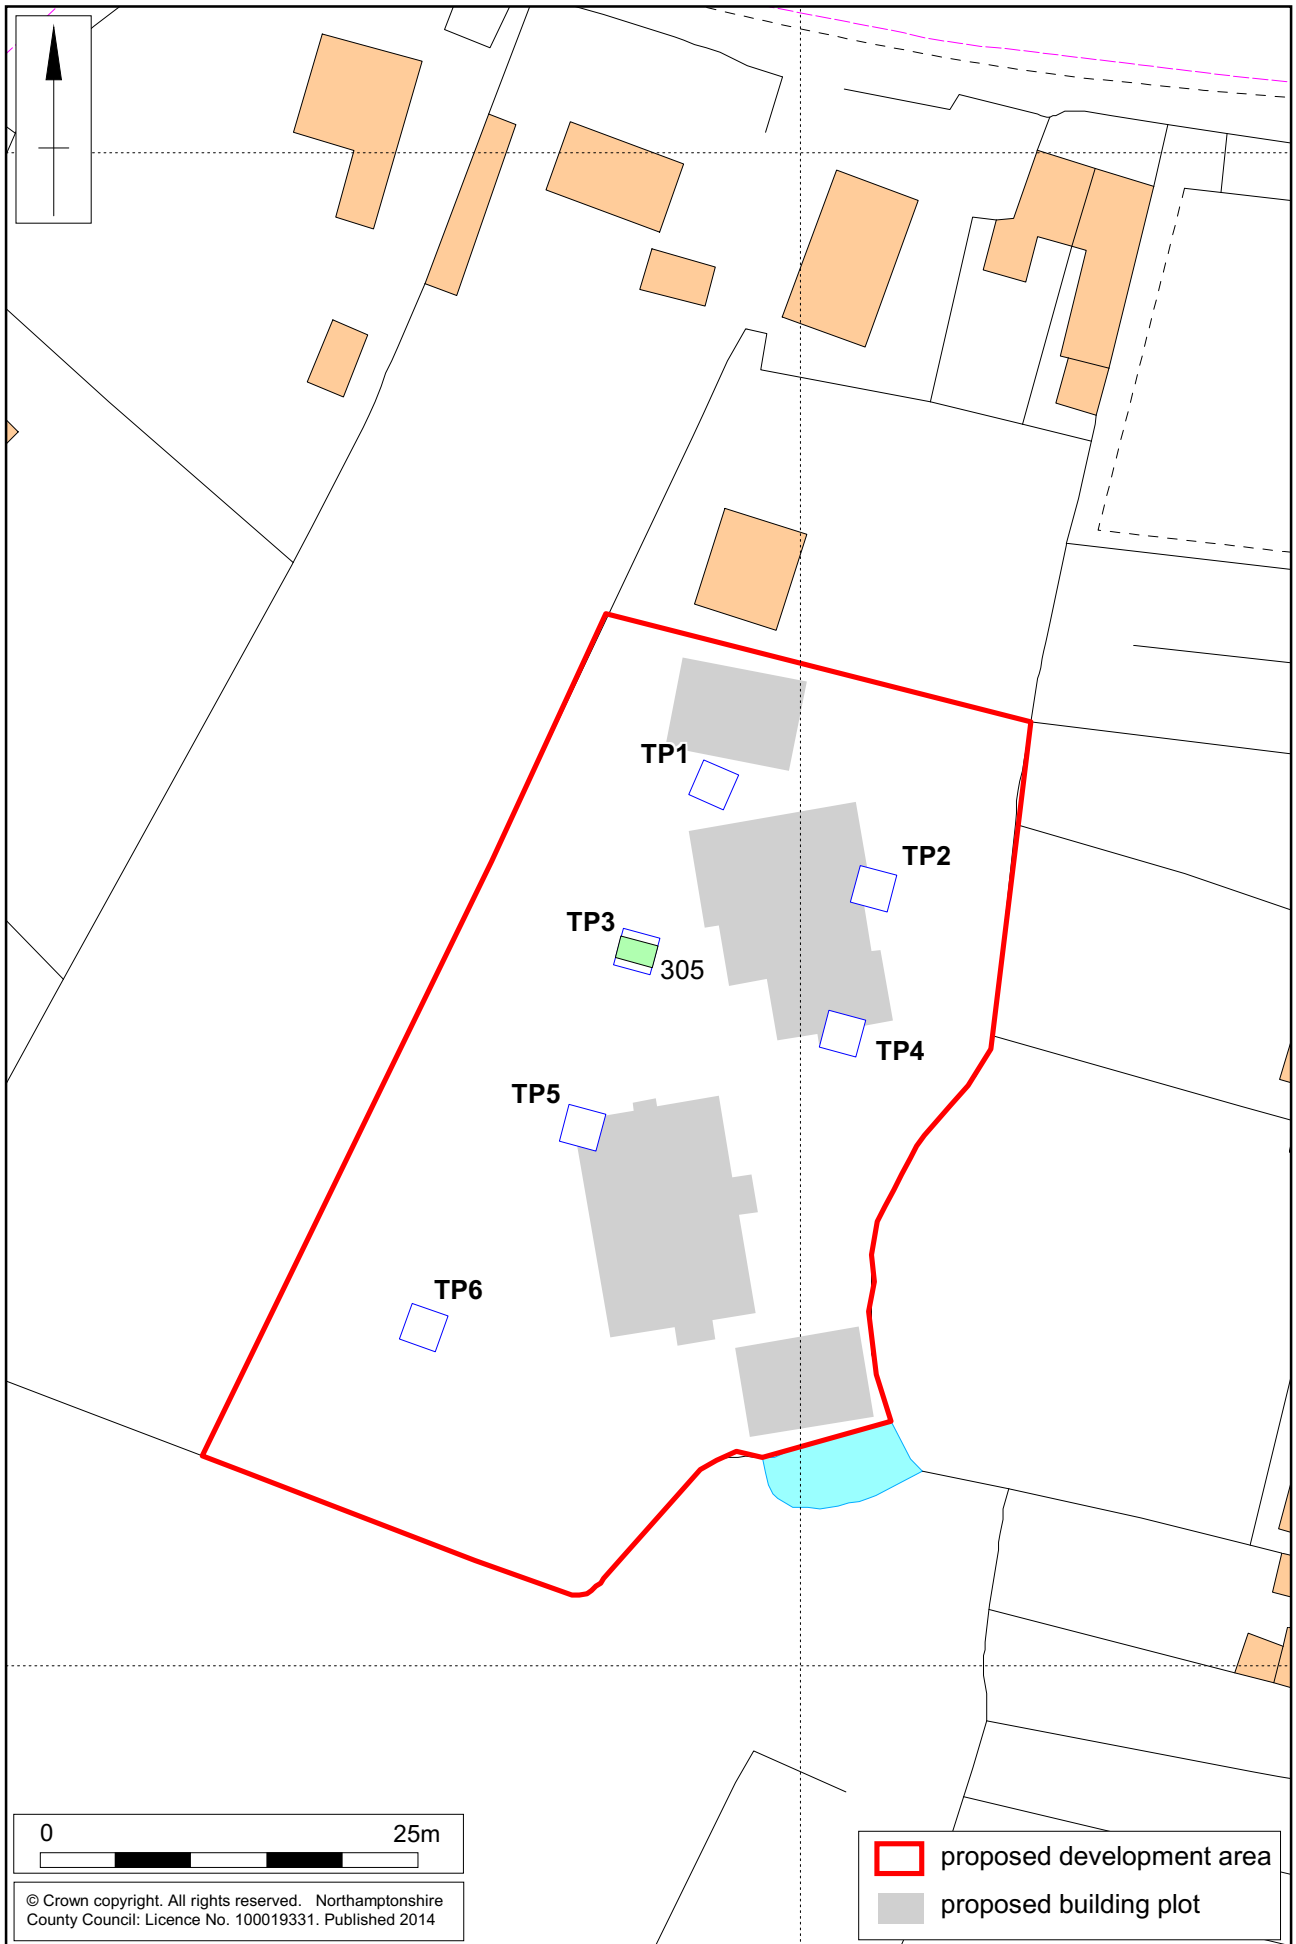 TP1
TP2
TP3
305
TP4
TP5
TP6
0 25m
© Crown copyright. All rights reserved. Northamptonshire
County Council: Licence No. 100019331. Published 2014
proposed development area
proposed building plot